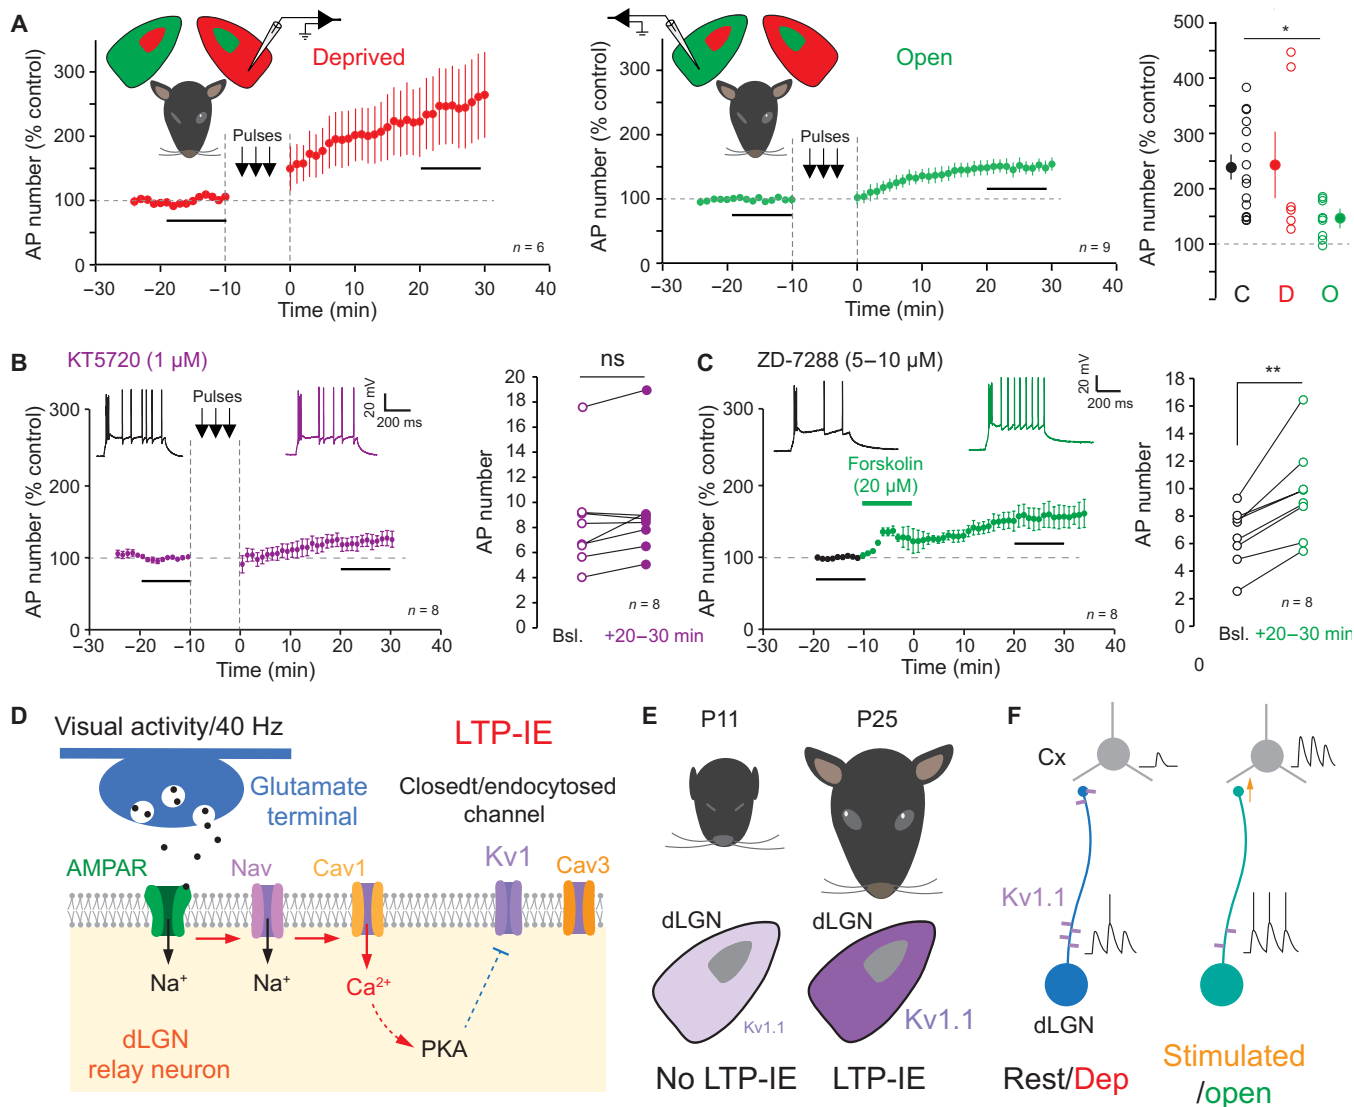 A
Deprived
AP number (% control)
300
200
100
0
Pulses
n = 6
−30
−20
−10
0
10
20
30
40
Time (min)
Open
AP number (% control)
300
200
100
0
Pulses
n = 9
−30
−20
−10
0
10
20
30
40
Time (min)
AP number (% control)
500
400
300
250
200
150
100
*
C
D
O
B
KT5720 (1 µM)
AP number (% control)
300
200
100
0
Pulses
20 mV
200 ms
n = 8
−30
−20
−10
0
10
20
30
40
Time (min)
ns
AP number
20
18
16
14
12
10
8
6
4
2
0
n = 8
Bsl.
+20−30 min
C
ZD-7288 (5−10 µM)
AP number (% control)
300
200
100
0
Forskolin
(20 µM)
20 mV
200 ms
n = 8
−30
−20
−10
0
10
20
30
40
Time (min)
**
AP number
18
16
14
12
10
8
6
4
2
0
n = 8
Bsl.
+20−30 min
0
D
Visual activity/40 Hz
LTP-IE
Glutamate
terminal
Closedt/endocytosed
channel
AMPAR
Nav
Cav1
Kv1
Cav3
Na+
Na+
Ca2+
PKA
dLGN
relay neuron
E
P11
P25
dLGN
dLGN
Kv1.1
Kv1.1
No LTP-IE
LTP-IE
F
Cx
Kv1.1
dLGN
Rest/Dep
Stimulated
/open